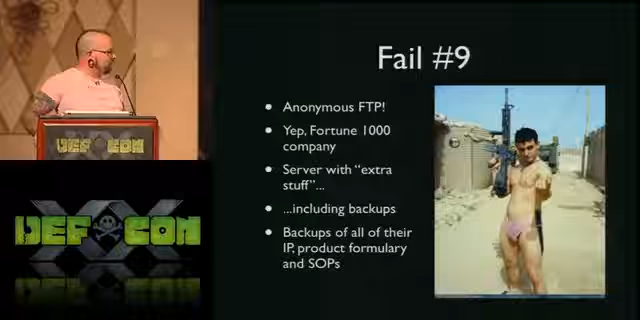 Fail #9
Anonymous FTP!
Yep, Fortune 1000
company
Server with “extra
stuff”...
...including backups
Backups of all of their
IP, product formulary
and SOPs
DEF CON
DEF CON